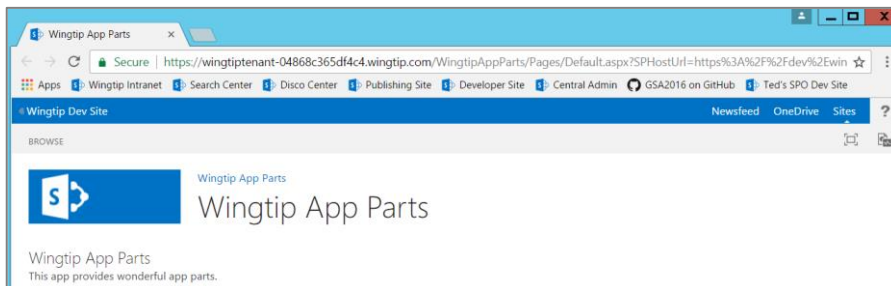 Wingtip App Parts
Secure | https://wingtiptenant-04868c365df4c4.wingtip.com/WingtipAppParts/Pages/Default.aspx?SPHostUrl=https%3A%2F%2Fdev%2Ewin
Apps Wingtip Intranet Search Center Disco Center Publishing Site Developer Site Central Admin GSA2016 on GitHub Ted's SPO Dev Site
Wingtip Dev Site Newsfeed OneDrive Sites ?
BROWSE
S
Wingtip App Parts
Wingtip App Parts
Wingtip App Parts
This app provides wonderful app parts.